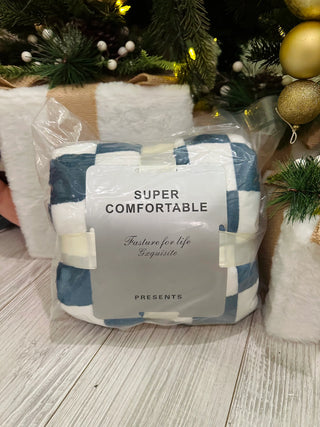 SUPER
COMFORTABLE
Fasture for life
Exquisite
PRESENTS